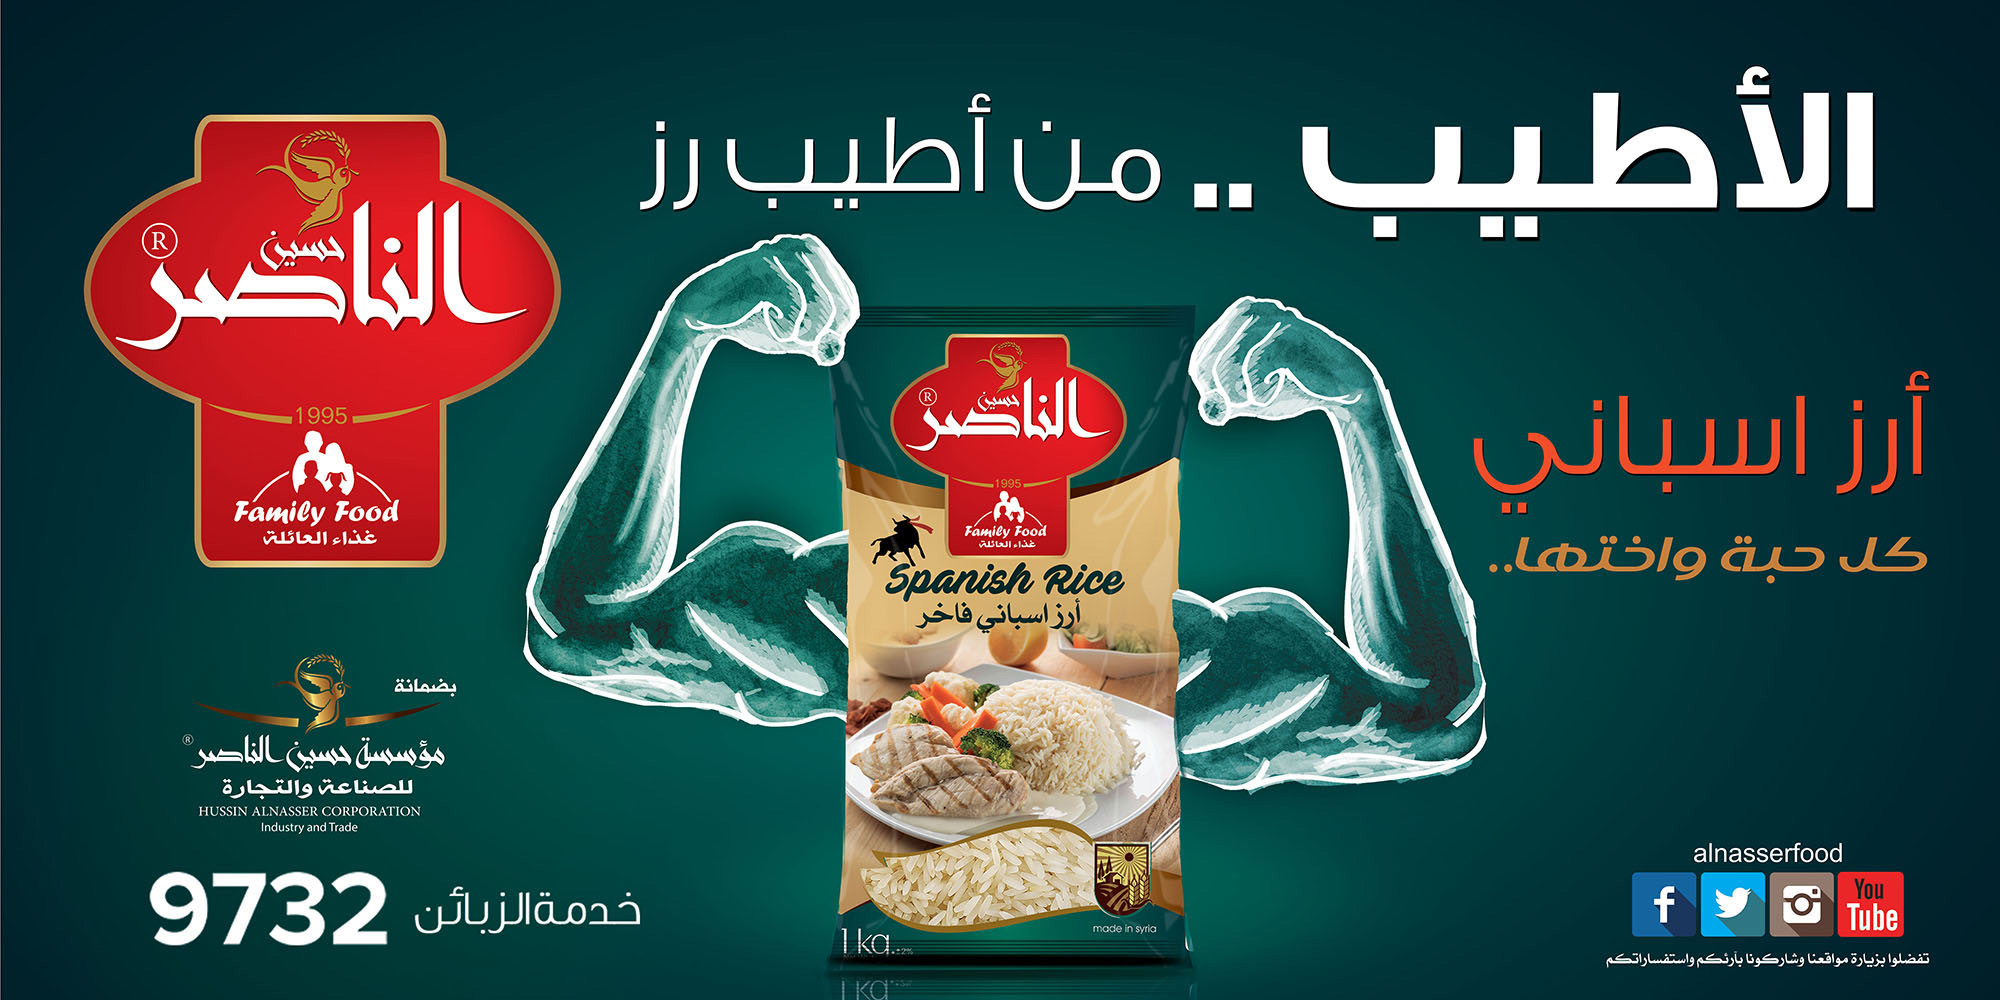 الأطيب .. من أطيب رز
حسين
الناصر ®
1995
Family Food
غذاء العائلة
أرز اسباني
كل حبة واختها..
حسين
الناصر ®
1995
Family Food
غذاء العائلة
Spanish Rice
أرز اسباني فاخر
made in syria
1 kg. ±2%
بضمانة
مؤسسة حسين الناصر ®
للصناعة والتجارة
HUSSIN ALNASSER CORPORATION
Industry and Trade
خدمة الزبائن 9732
alnasserfood
f
You
Tube
تفضلوا بزيارة مواقعنا وشاركونا بآرئكم واستفساراتكم